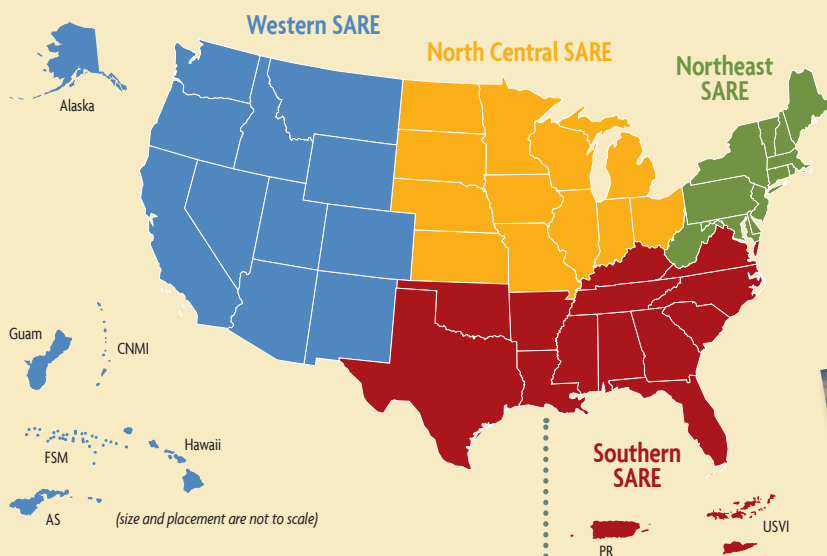 Western SARE
North Central SARE
Northeast
SARE
Alaska
Guam
CNMI
FSM
Hawaii
AS
(size and placement are not to scale)
Southern
SARE
USVI
PR